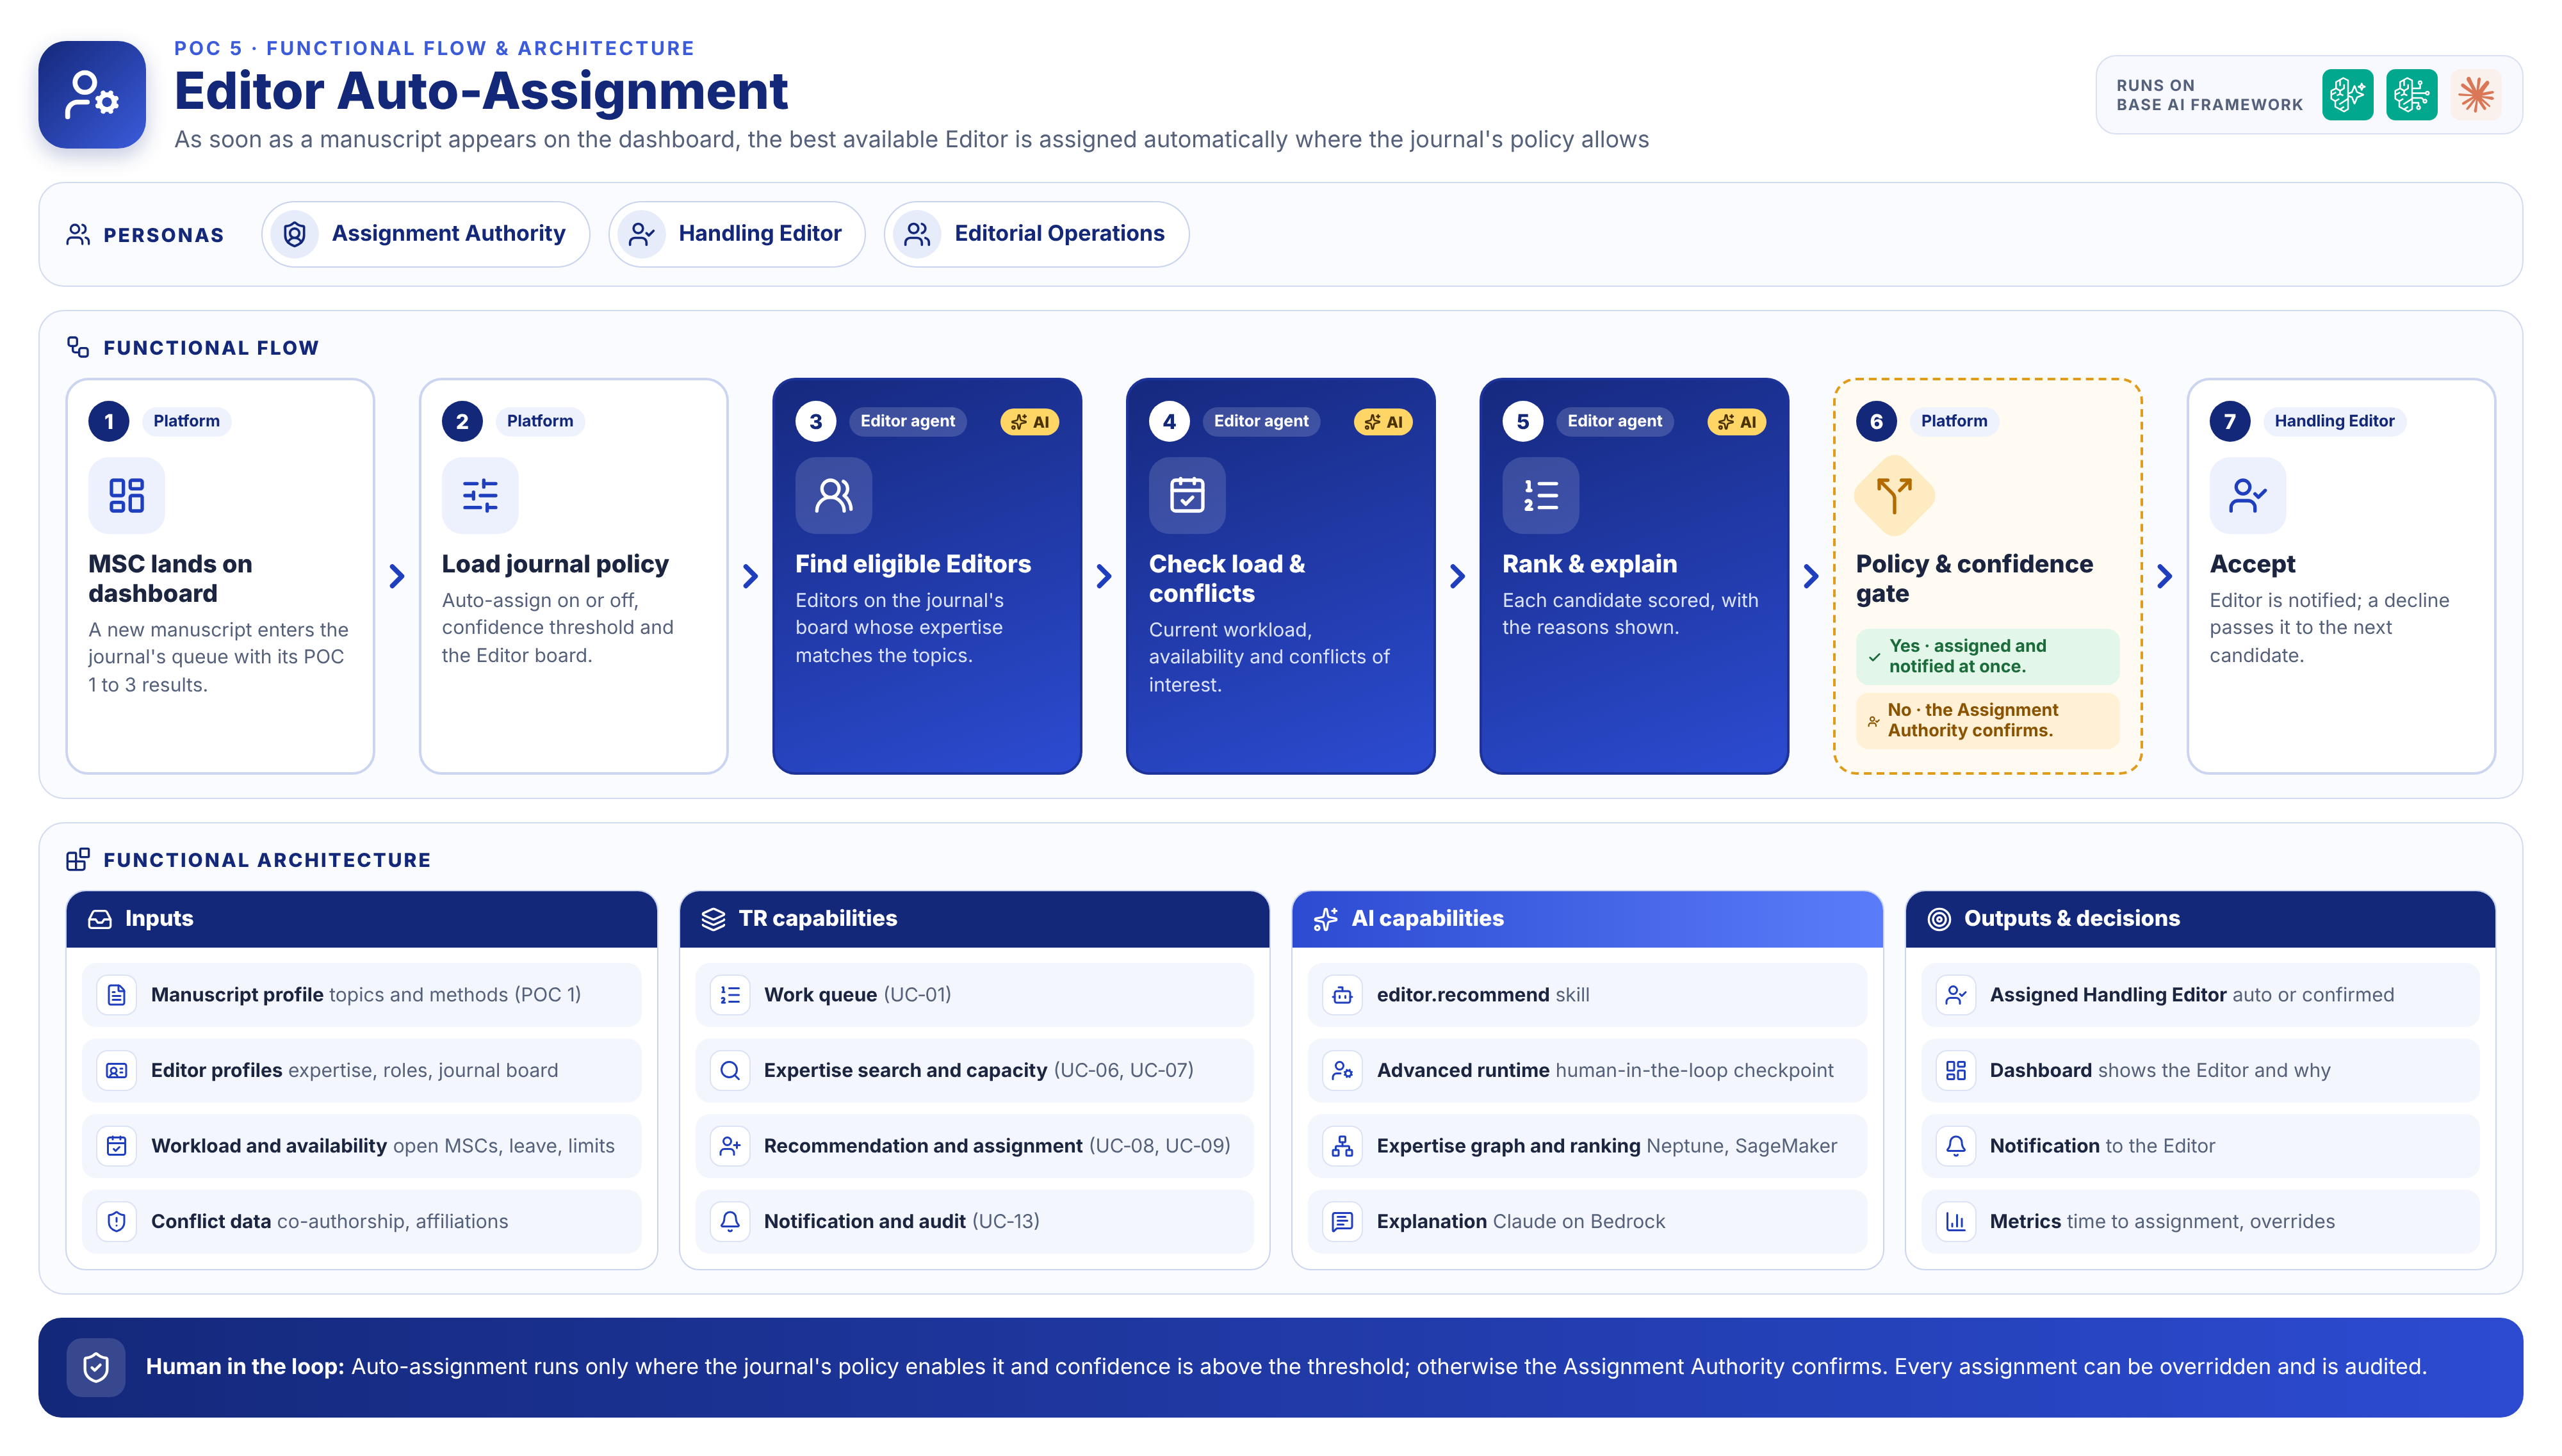 POC 5 · FUNCTIONAL FLOW & ARCHITECTURE
Editor Auto-Assignment
As soon as a manuscript appears on the dashboard, the best available Editor is assigned automatically where the journal's policy allows
RUNS ON
BASE AI FRAMEWORK
PERSONAS
Assignment Authority
Handling Editor
Editorial Operations
FUNCTIONAL FLOW
1 Platform
MSC lands on
dashboard
A new manuscript enters the
journal's queue with its POC
1 to 3 results.
2 Platform
Load journal policy
Auto-assign on or off,
confidence threshold and
the Editor board.
3 Editor agent AI
Find eligible Editors
Editors on the journal's
board whose expertise
matches the topics.
4 Editor agent AI
Check load &
conflicts
Current workload,
availability and conflicts of
interest.
5 Editor agent AI
Rank & explain
Each candidate scored, with
the reasons shown.
6 Platform
Policy & confidence
gate
Yes · assigned and
notified at once.
No · the Assignment
Authority confirms.
7 Handling Editor
Accept
Editor is notified; a decline
passes it to the next
candidate.
FUNCTIONAL ARCHITECTURE
Inputs
Manuscript profile topics and methods (POC 1)
Editor profiles expertise, roles, journal board
Workload and availability open MSCs, leave, limits
Conflict data co-authorship, affiliations
TR capabilities
Work queue (UC-01)
Expertise search and capacity (UC-06, UC-07)
Recommendation and assignment (UC-08, UC-09)
Notification and audit (UC-13)
AI capabilities
editor.recommend skill
Advanced runtime human-in-the-loop checkpoint
Expertise graph and ranking Neptune, SageMaker
Explanation Claude on Bedrock
Outputs & decisions
Assigned Handling Editor auto or confirmed
Dashboard shows the Editor and why
Notification to the Editor
Metrics time to assignment, overrides
Human in the loop: Auto-assignment runs only where the journal's policy enables it and confidence is above the threshold; otherwise the Assignment Authority confirms. Every assignment can be overridden and is audited.